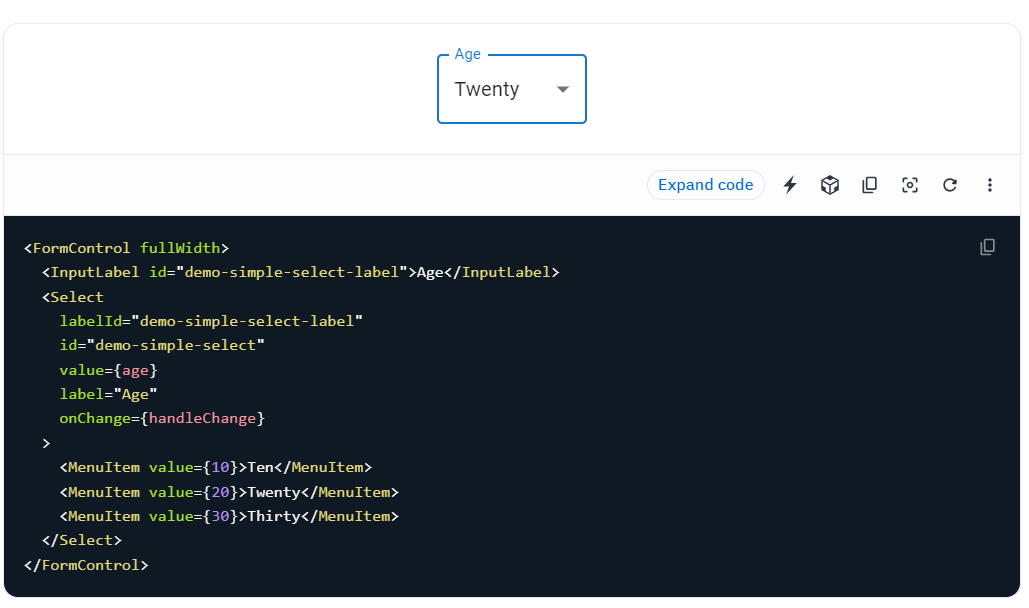 Age
Twenty
Expand code
<FormControl fullWidth>
  <InputLabel id="demo-simple-select-label">Age</InputLabel>
  <Select
    labelId="demo-simple-select-label"
    id="demo-simple-select"
    value={age}
    label="Age"
    onChange={handleChange}
  >
    <MenuItem value={10}>Ten</MenuItem>
    <MenuItem value={20}>Twenty</MenuItem>
    <MenuItem value={30}>Thirty</MenuItem>
  </Select>
</FormControl>